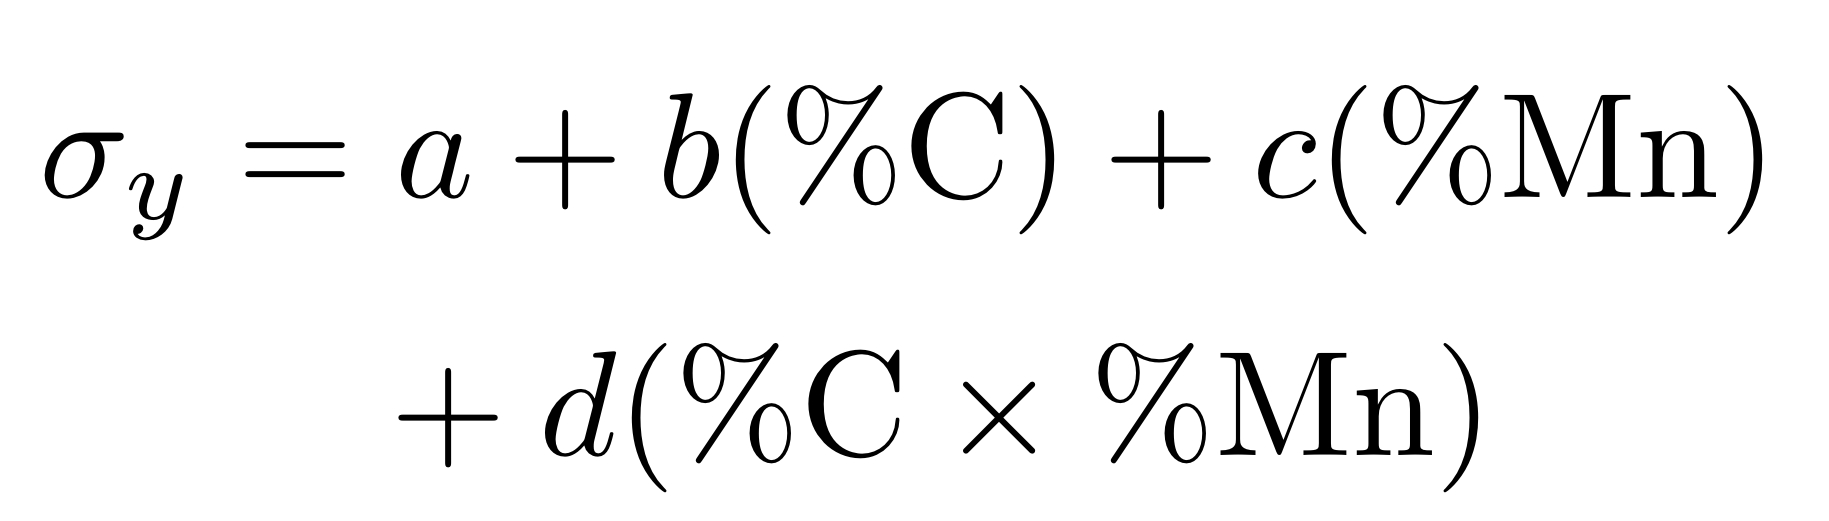 σ_y = a + b(%C) + c(%Mn)
+ d(%C × %Mn)